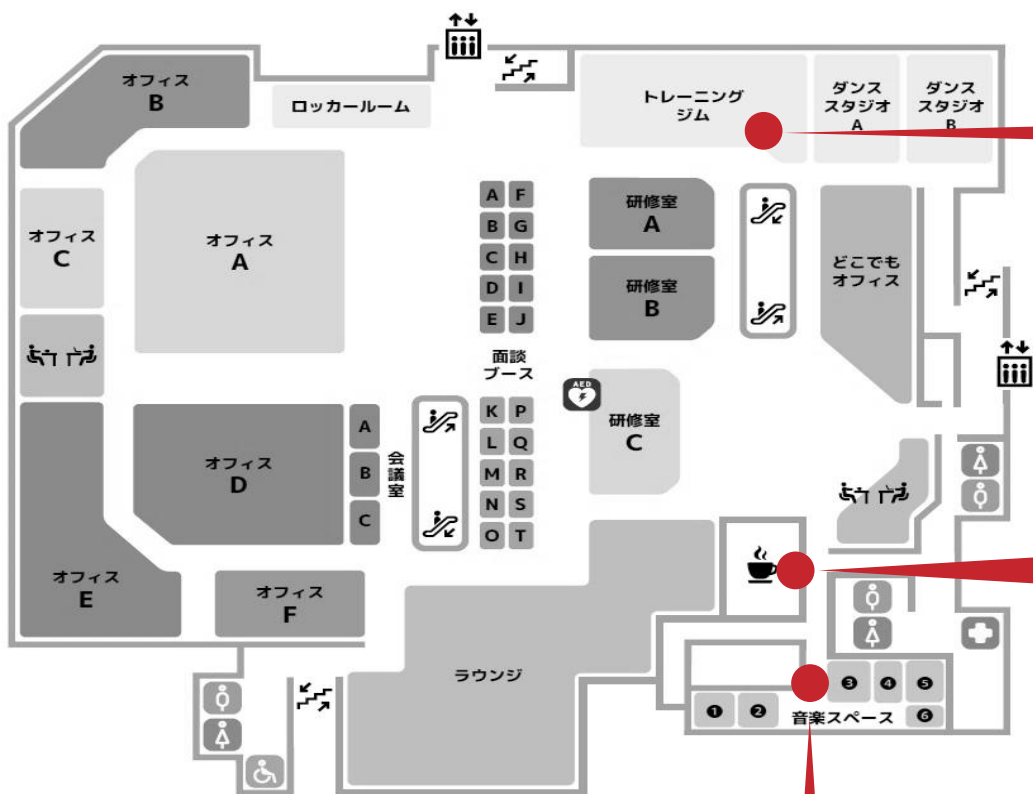 オフィス
B
ロッカールーム
トレーニング
ジム
ダンス
スタジオ
A
ダンス
スタジオ
B
オフィス
C
オフィス
A
A F
B G
C H
D I
E J
面談
ブース
K P
L Q
M R
N S
O T
研修室
A
研修室
B
どこでも
オフィス
AED
研修室
C
オフィス
D
A
B
C
会議室
オフィス
E
オフィス
F
ラウンジ
❶
❷
❸
❹
❺
❻
音楽スペース